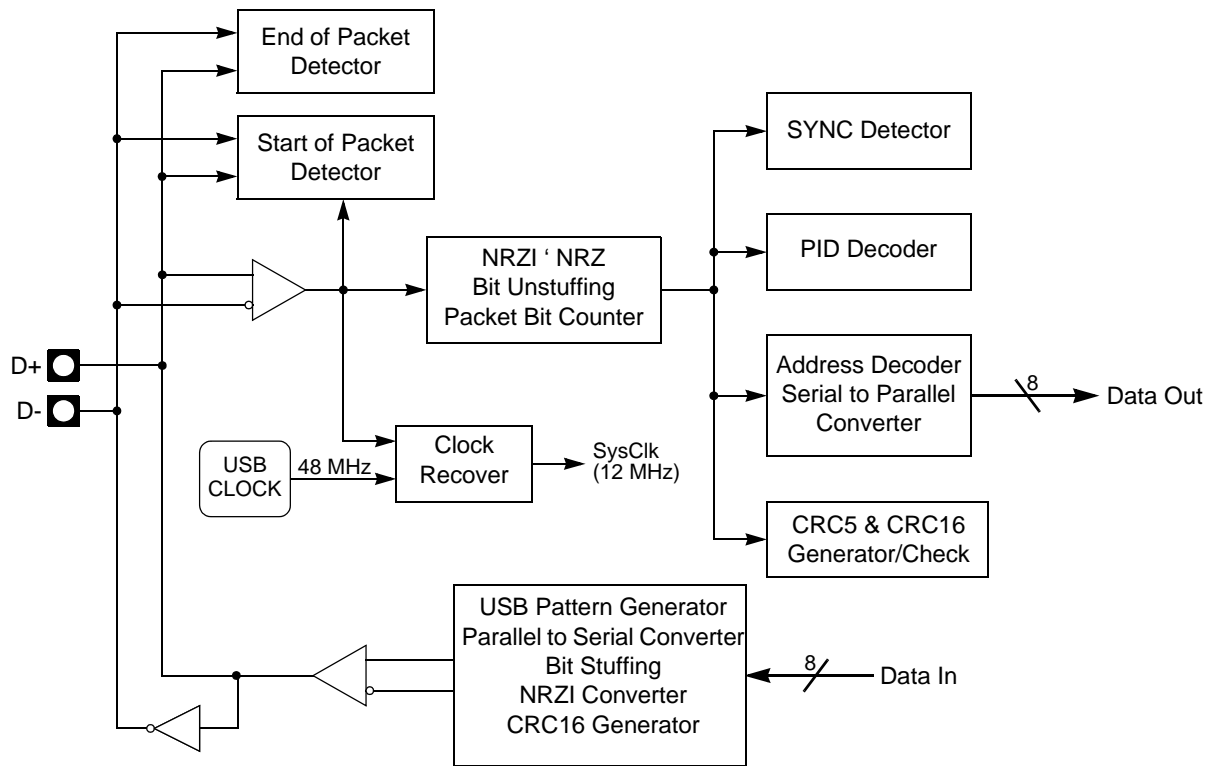 End of Packet
Detector
Start of Packet
Detector
SYNC Detector
NRZI ‘ NRZ
Bit Unstuffing
Packet Bit Counter
PID Decoder
D+
D-
Address Decoder
Serial to Parallel
Converter
8
Data Out
USB
CLOCK
48 MHz
Clock
Recover
SysClk
(12 MHz)
CRC5 & CRC16
Generator/Check
USB Pattern Generator
Parallel to Serial Converter
Bit Stuffing
NRZI Converter
CRC16 Generator
8
Data In